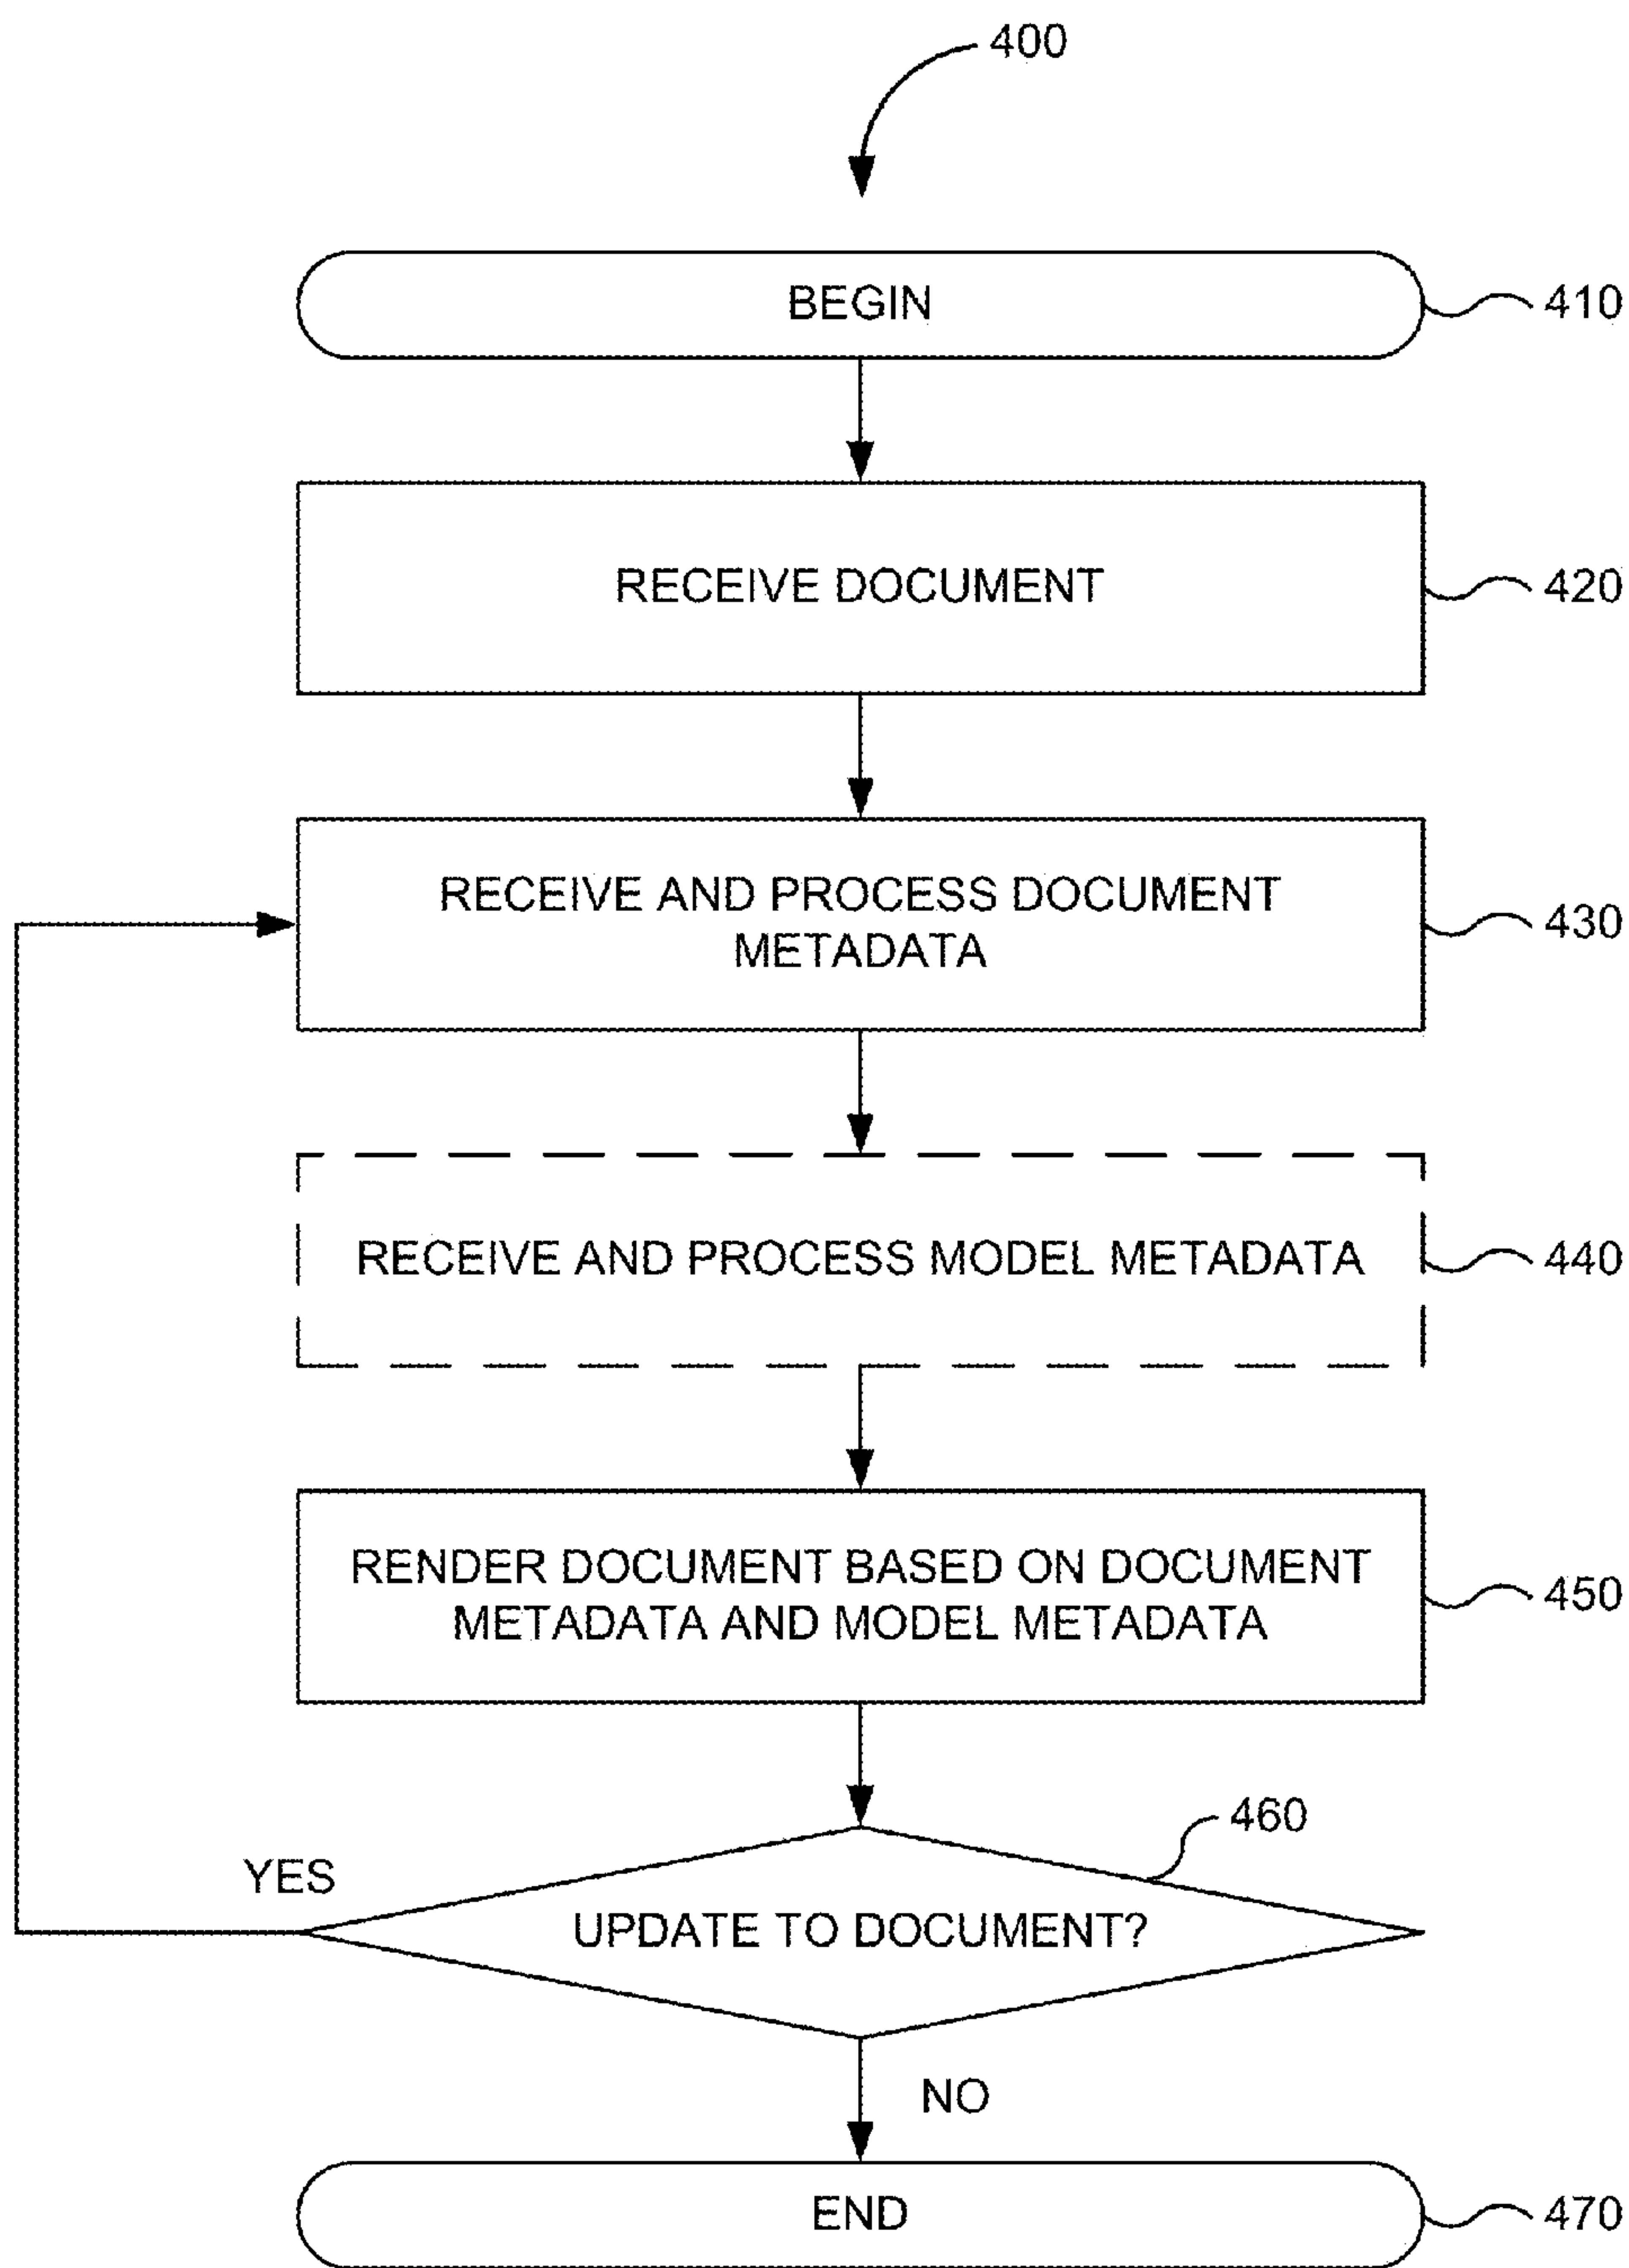 400
BEGIN
410
RECEIVE DOCUMENT
420
RECEIVE AND PROCESS DOCUMENT
METADATA
430
RECEIVE AND PROCESS MODEL METADATA
440
RENDER DOCUMENT BASED ON DOCUMENT
METADATA AND MODEL METADATA
450
460
YES
UPDATE TO DOCUMENT?
NO
END
470